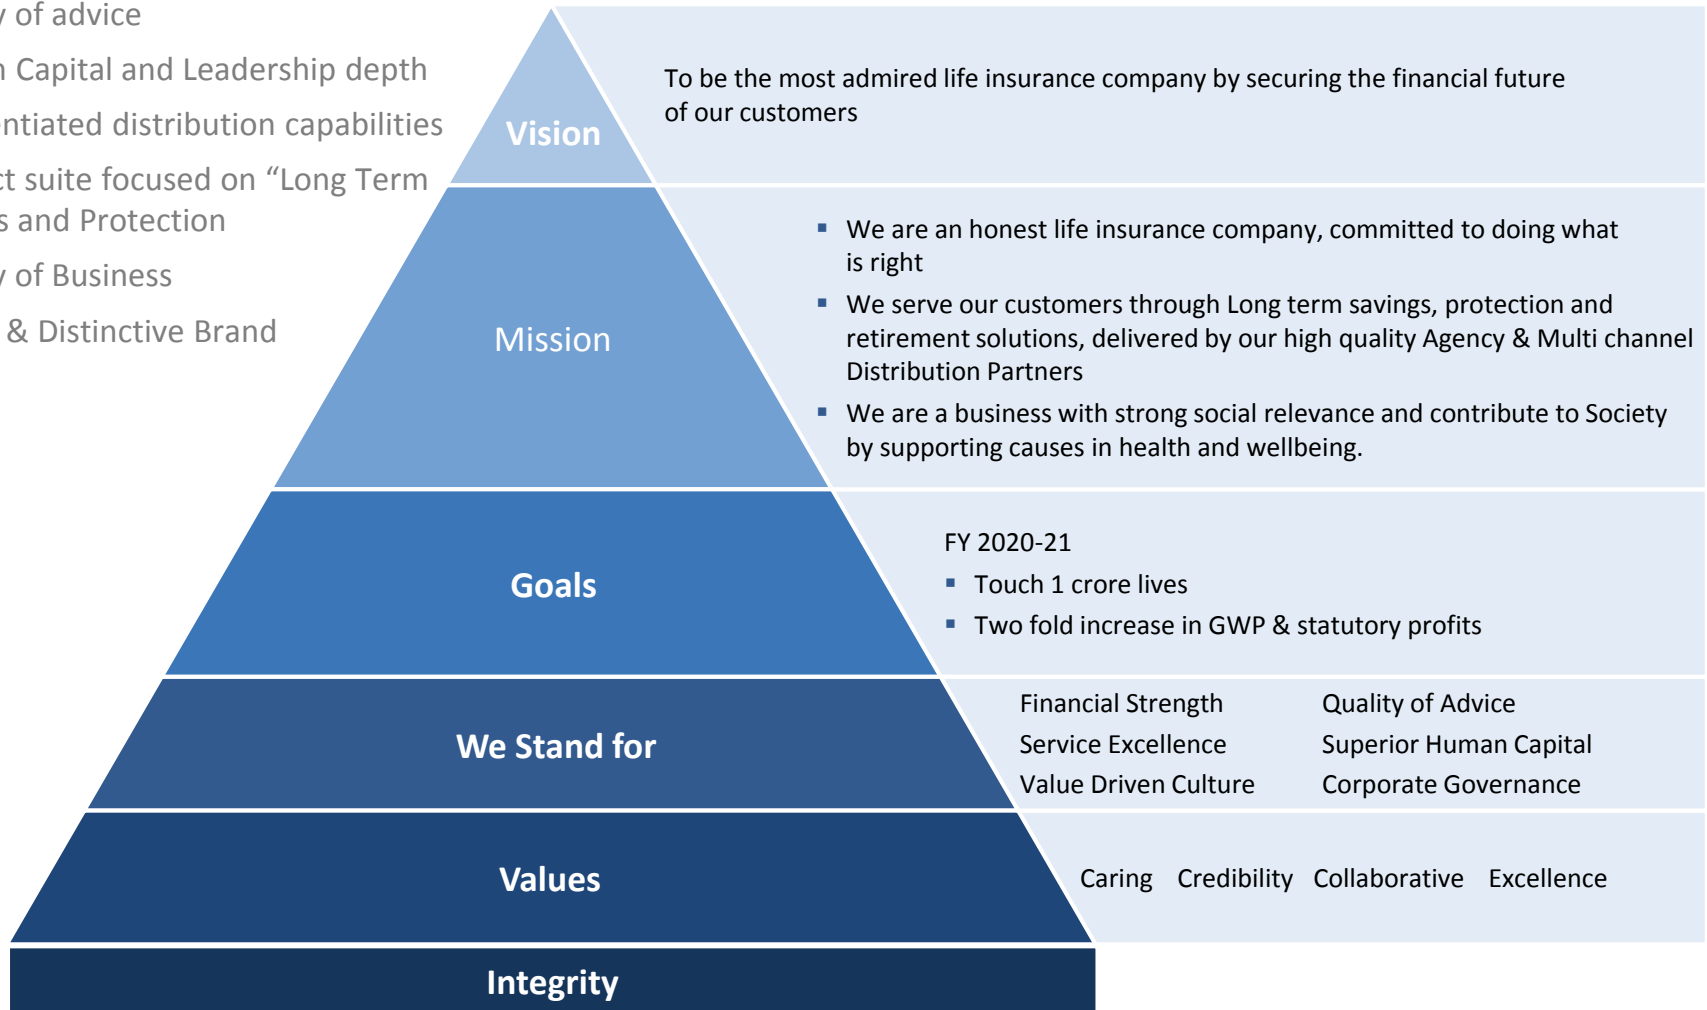 y of advice
Capital and Leadership depth
distribution capabilities
suite focused on “Long Term
and Protection
y of Business
& Distinctive Brand
Vision
To be the most admired life insurance company by securing the financial future
of our customers
Mission
▪ We are an honest life insurance company, committed to doing what
is right
▪ We serve our customers through Long term savings, protection and
retirement solutions, delivered by our high quality Agency & Multi channel
Distribution Partners
▪ We are a business with strong social relevance and contribute to Society
by supporting causes in health and wellbeing.
Goals
FY 2020-21
▪ Touch 1 crore lives
▪ Two fold increase in GWP & statutory profits
We Stand for
Financial Strength Quality of Advice
Service Excellence Superior Human Capital
Value Driven Culture Corporate Governance
Values
Caring Credibility Collaborative Excellence
Integrity